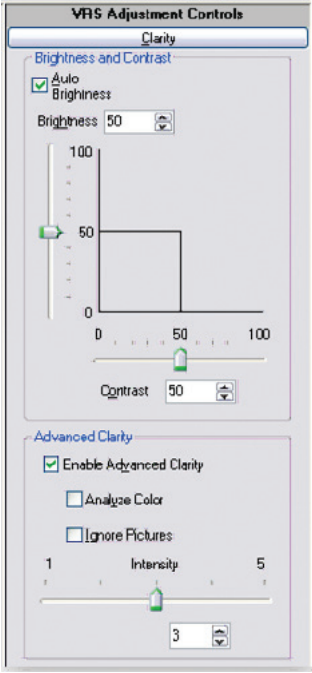 VRS Adjustment Controls
Clarity
Brightness and Contrast
Auto
Brightness
Brightness 50
100
50
0
0 50 100
Contrast 50
Advanced Clarity
Enable Advanced Clarity
Analyze Color
Ignore Pictures
1 Intensity 5
3